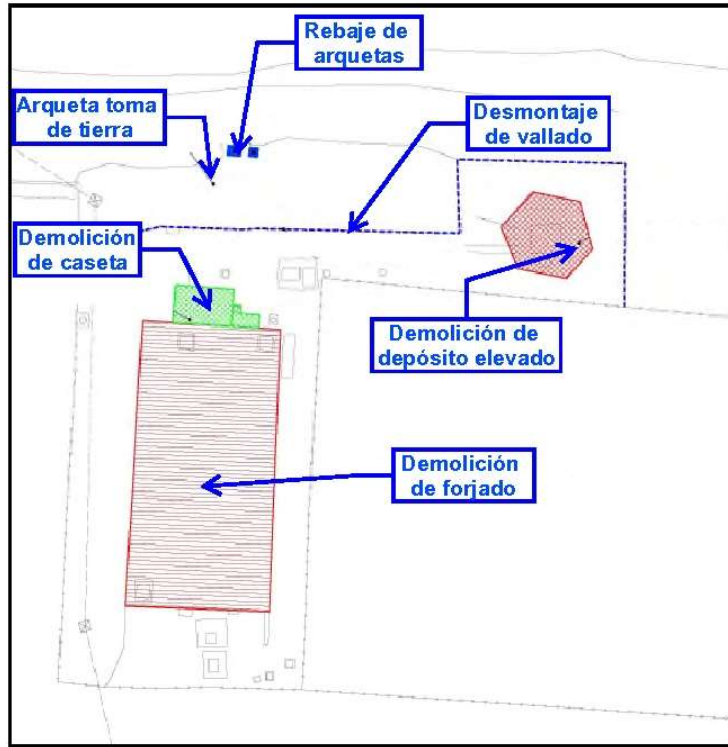 Rebaje de
arquetas
Arqueta toma
de tierra
Desmontaje
de vallado
Demolición
de caseta
Demolición de
depósito elevado
Demolición
de forjado